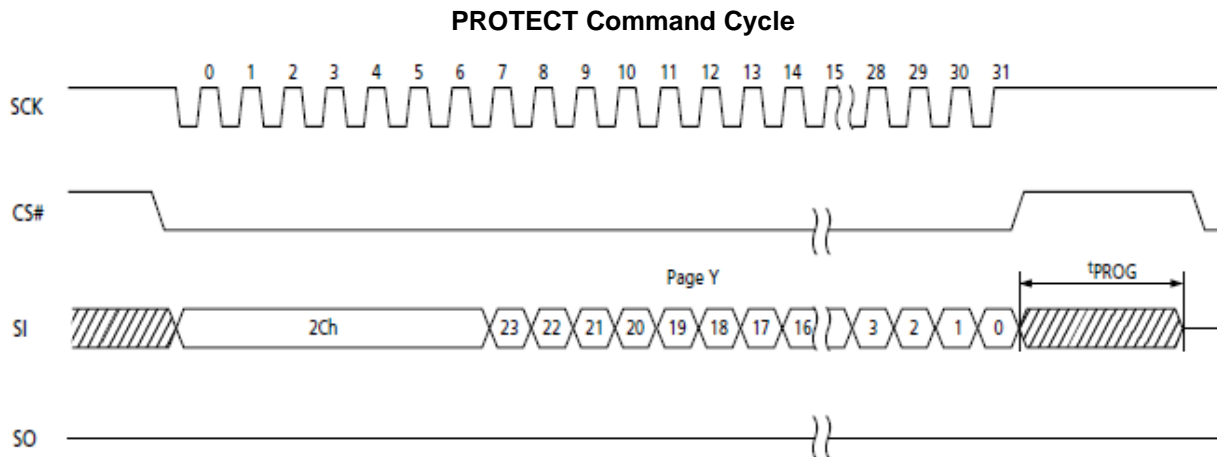 PROTECT Command Cycle
0 1 2 3 4 5 6 7 8 9 10 11 12 13 14 15 28 29 30 31
SCK
CS#
Page Y
tPROG
SI 2Ch 23 22 21 20 19 18 17 16 3 2 1 0
SO